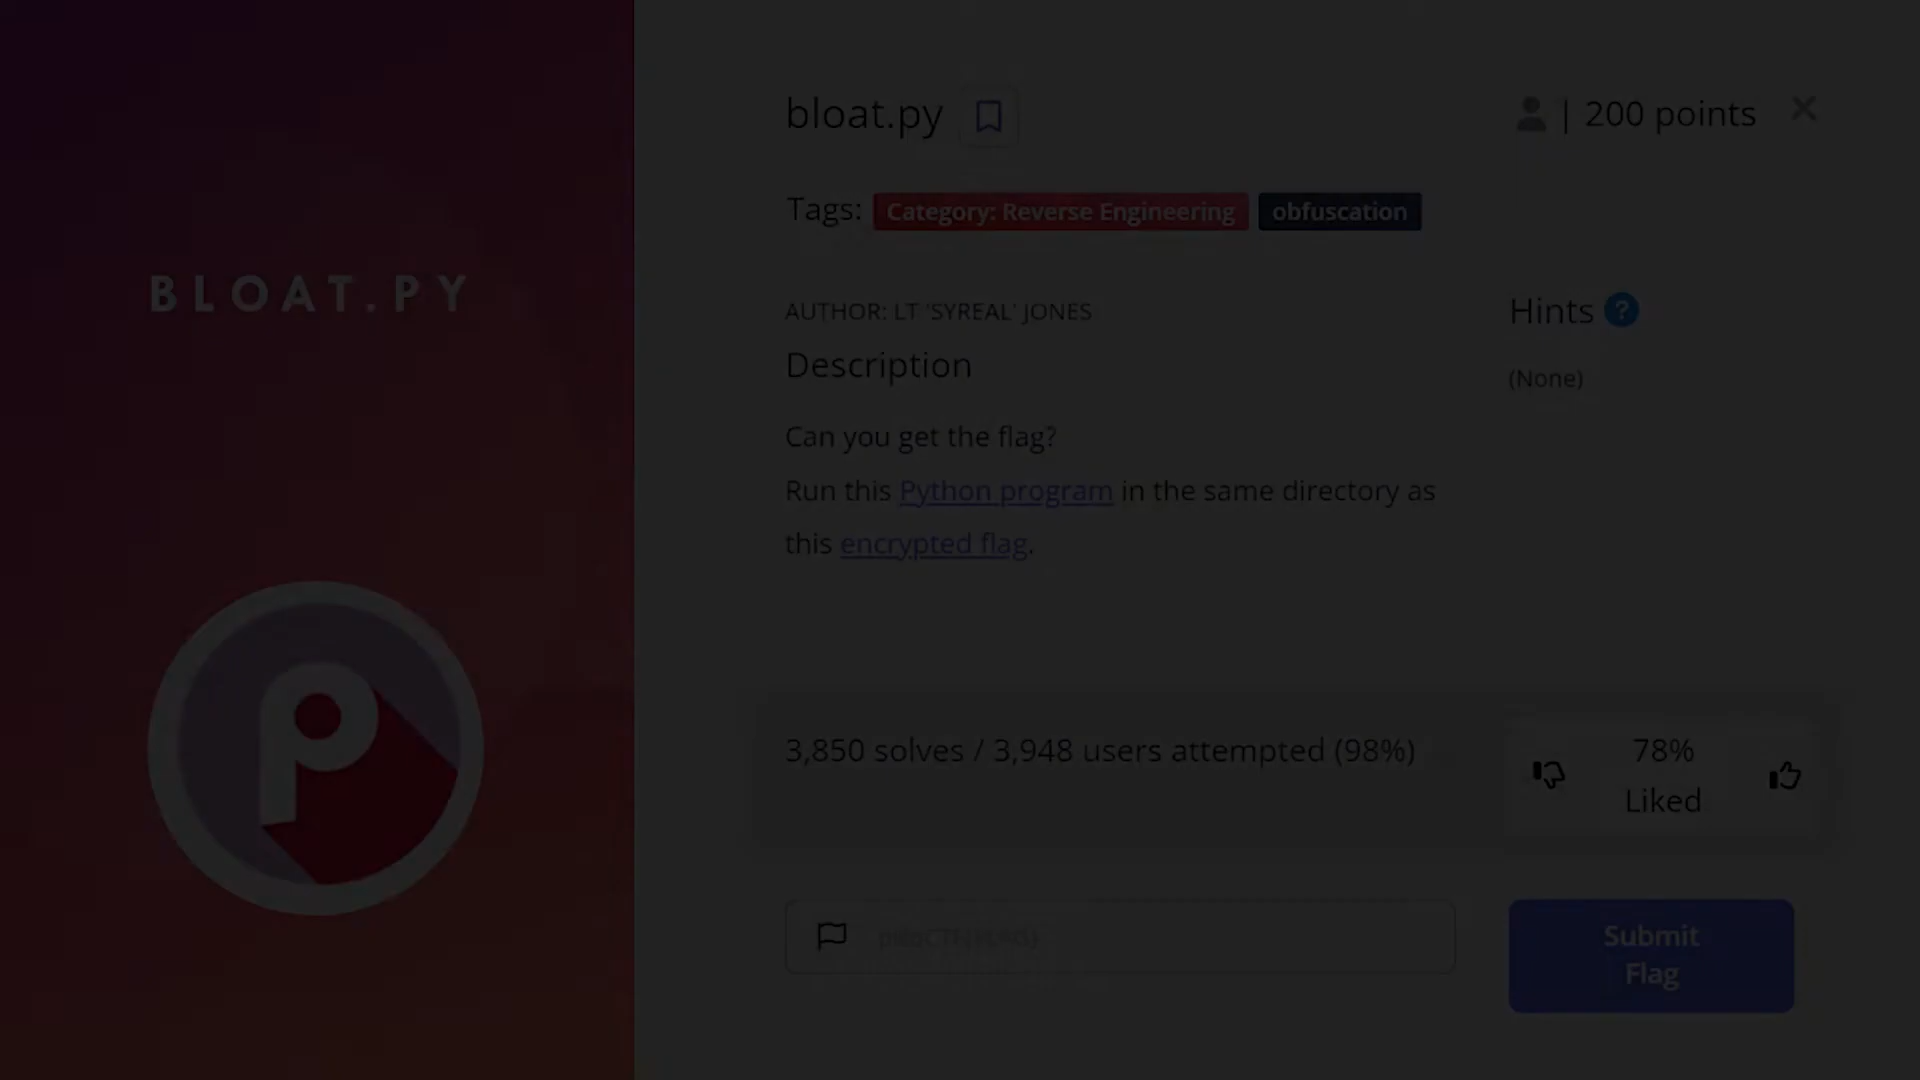 BLOAT.PY
bloat.py
| 200 points
Tags: Category: Reverse Engineering obfuscation
AUTHOR: LT 'SYREAL' JONES
Hints ?
Description
(None)
Can you get the flag?
Run this Python program in the same directory as
this encrypted flag.
3,850 solves / 3,948 users attempted (98%)
78%
Liked
picoCTF{FLAG}
Submit
Flag